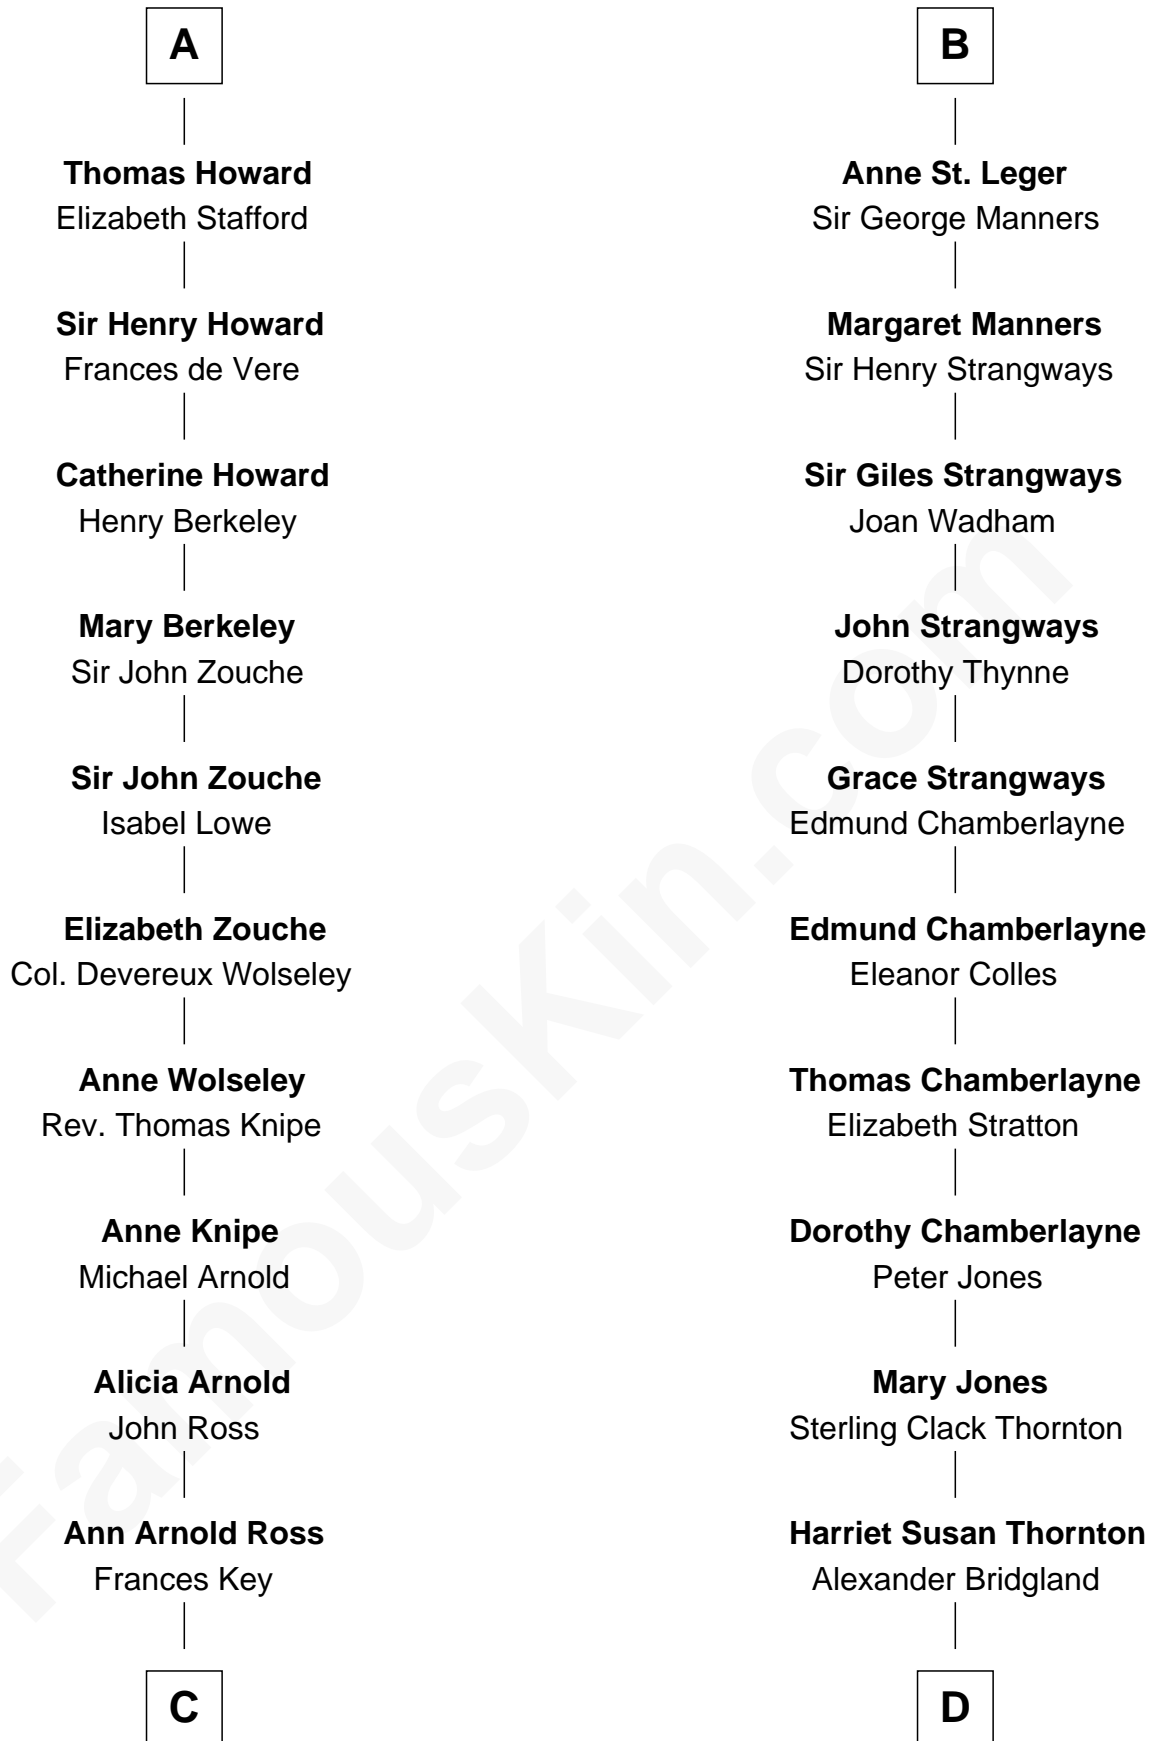 A
Thomas Howard
Elizabeth Stafford
Sir Henry Howard
Frances de Vere
Catherine Howard
Henry Berkeley
Mary Berkeley
Sir John Zouche
Sir John Zouche
Isabel Lowe
Elizabeth Zouche
Col. Devereux Wolseley
Anne Wolseley
Rev. Thomas Knipe
Anne Knipe
Michael Arnold
Alicia Arnold
John Ross
Ann Arnold Ross
Frances Key
C
B
Anne St. Leger
Sir George Manners
Margaret Manners
Sir Henry Strangways
Sir Giles Strangways
Joan Wadham
John Strangways
Dorothy Thynne
Grace Strangways
Edmund Chamberlayne
Edmund Chamberlayne
Eleanor Colles
Thomas Chamberlayne
Elizabeth Stratton
Dorothy Chamberlayne
Peter Jones
Mary Jones
Sterling Clack Thornton
Harriet Susan Thornton
Alexander Bridgland
D
FamousKin.com